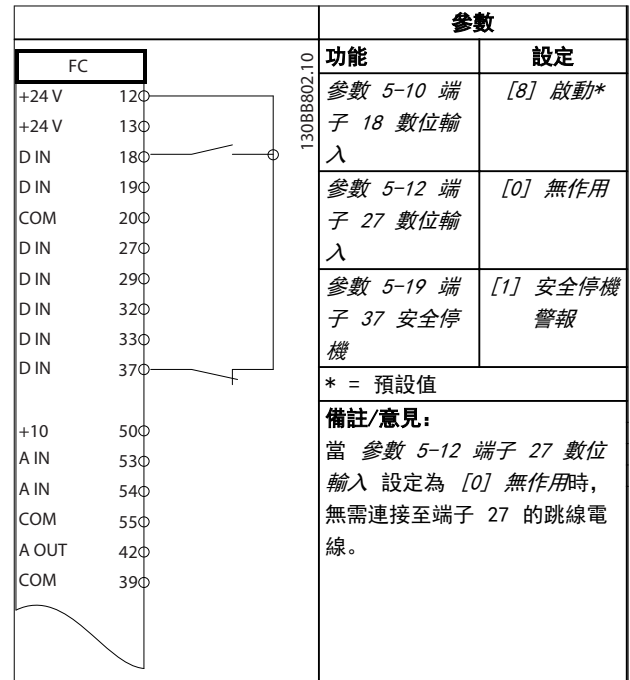 FC
+24 V 12
+24 V 13
D IN 18
D IN 19
COM 20
D IN 27
D IN 29
D IN 32
D IN 33
D IN 37
+10 50
A IN 53
A IN 54
COM 55
A OUT 42
COM 39
130BB802.10
參數
功能 設定
參數 5-10 端 [8] 啟動*
子 18 數位輸
入
參數 5-12 端 [0] 無作用
子 27 數位輸
入
參數 5-19 端 [1] 安全停機
子 37 安全停 警報
機
* = 預設值
備註/意見：
當 參數 5-12 端子 27 數位
輸入 設定為 [0] 無作用時，
無需連接至端子 27 的跳線電
線。